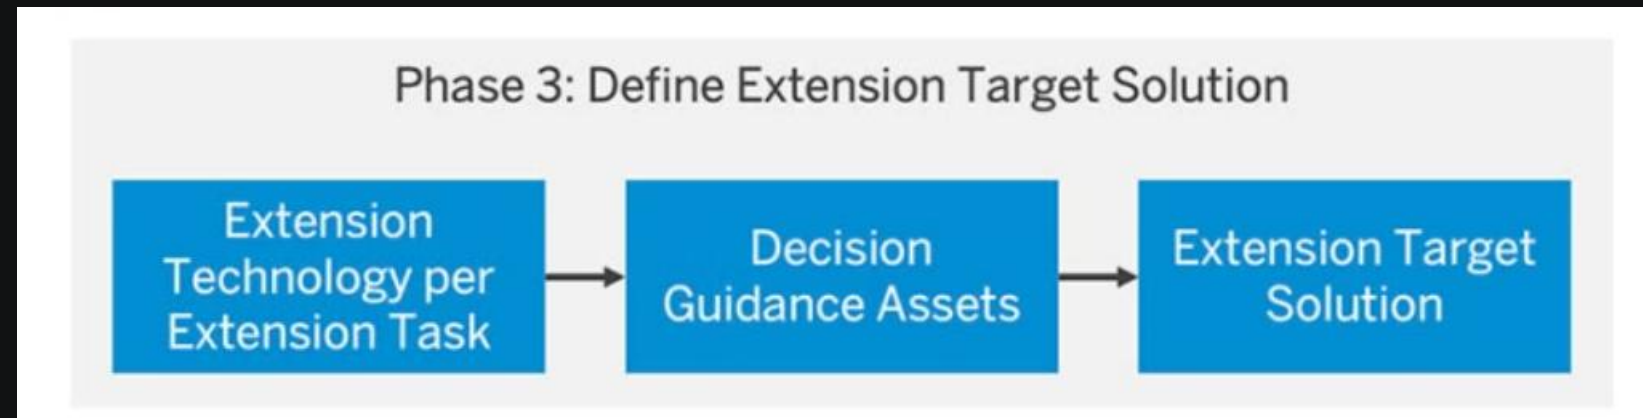 Phase 3: Define Extension Target Solution
Extension
Technology per
Extension Task
Decision
Guidance Assets
Extension Target
Solution